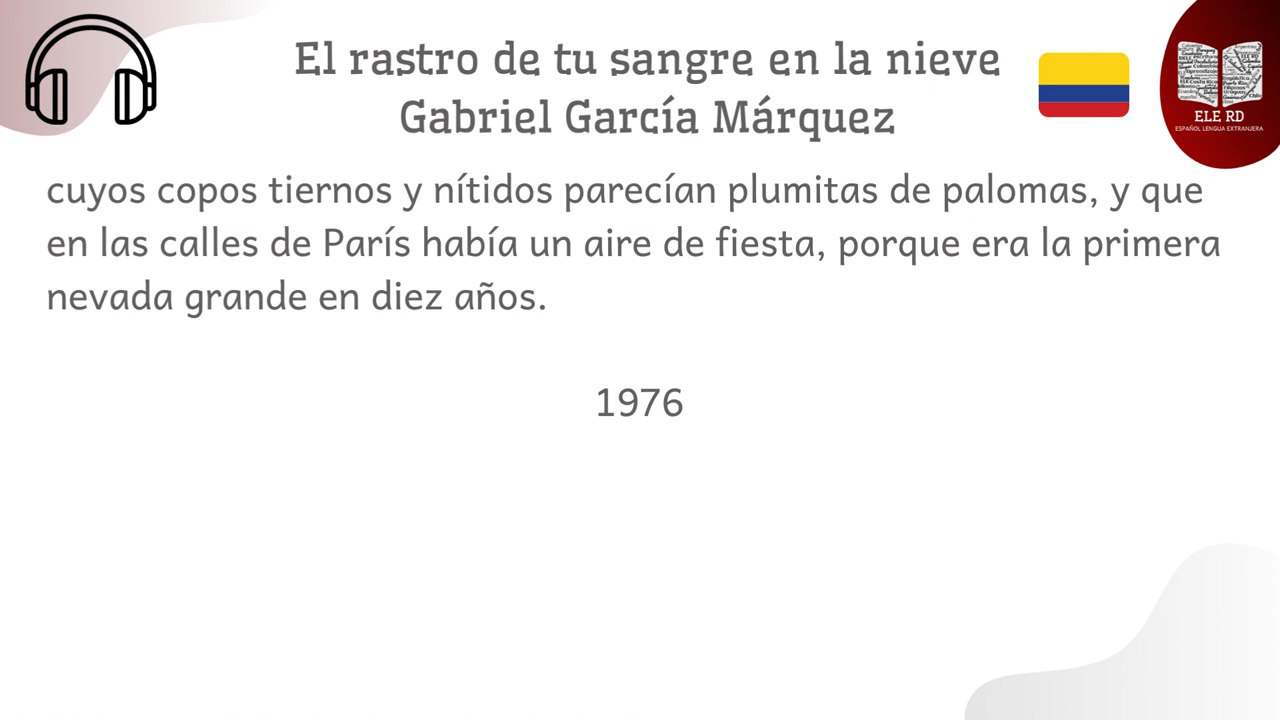 El rastro de tu sangre en la nieve
Gabriel García Márquez
ELE RD
ESPAÑOL LENGUA EXTRANJERA
cuyos copos tiernos y nítidos parecían plumitas de palomas, y que
en las calles de París había un aire de fiesta, porque era la primera
nevada grande en diez años.
1976